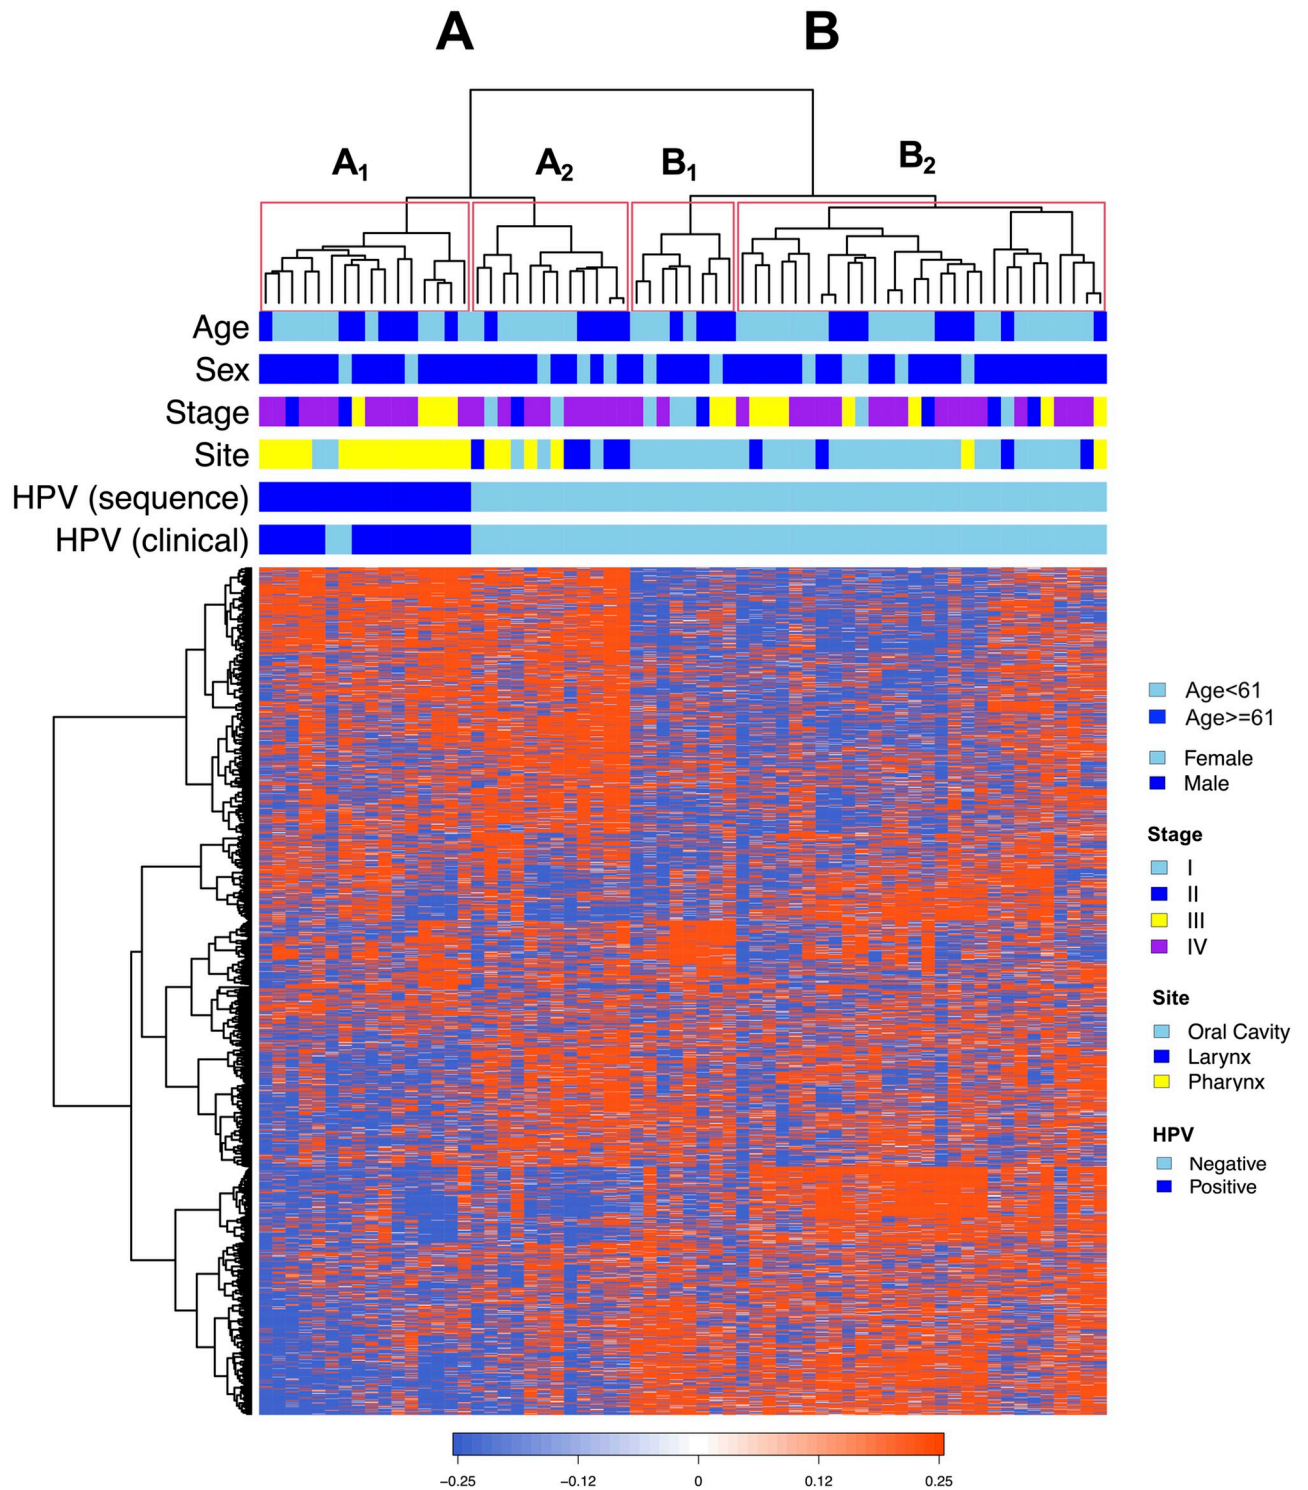 A B
A1 A2 B1 B2
Age
Sex
Stage
Site
HPV (sequence)
HPV (clinical)
Age<61
Age>=61
Female
Male
Stage
I
II
III
IV
Site
Oral Cavity
Larynx
Pharynx
HPV
Negative
Positive
−0.25 −0.12 0 0.12 0.25